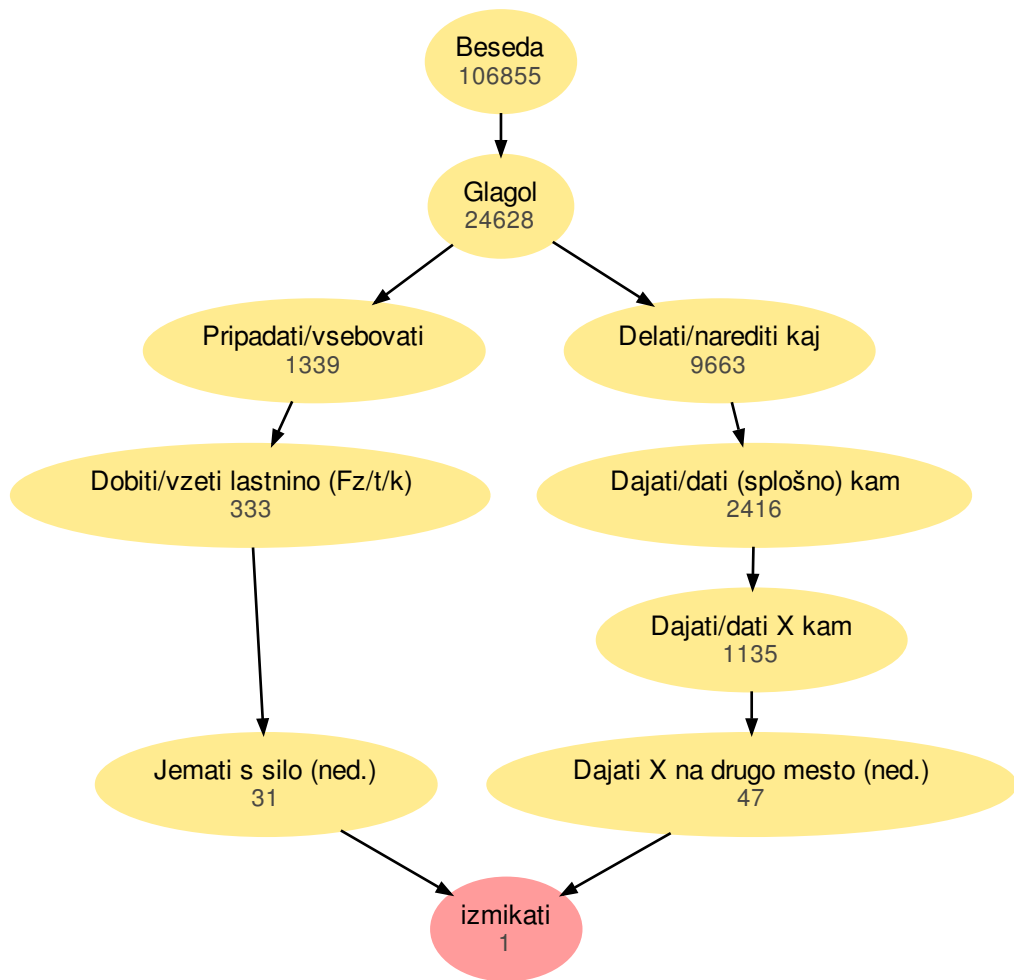 Beseda
106855
Glagol
24628
Pripadati/vsebovati
1339
Delati/narediti kaj
9663
Dobiti/vzeti lastnino (Fz/t/k)
333
Dajati/dati (splošno) kam
2416
Dajati/dati X kam
1135
Jemati s silo (ned.)
31
Dajati X na drugo mesto (ned.)
47
izmikati
1